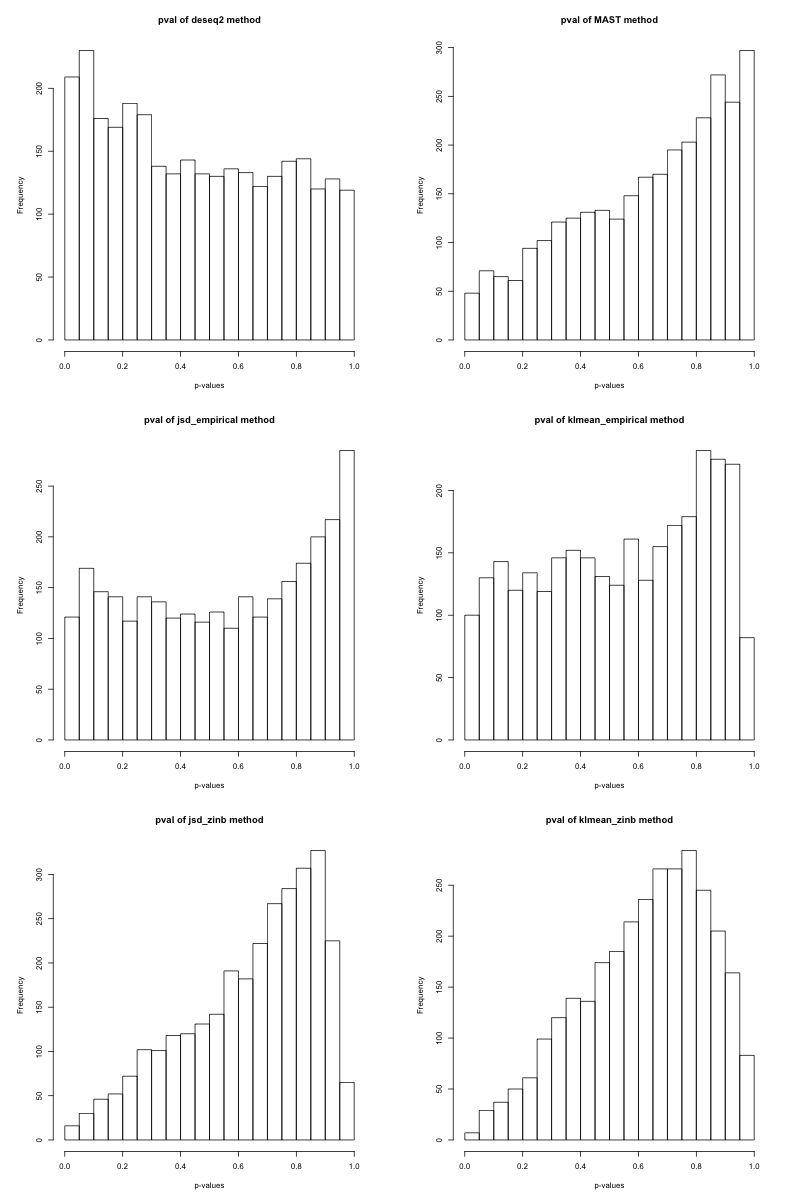 pval of deseq2 method
Frequency
0 50 100 150 200
0.0 0.2 0.4 0.6 0.8 1.0
p-values
pval of MAST method
Frequency
0 50 100 150 200 250 300
0.0 0.2 0.4 0.6 0.8 1.0
p-values
pval of jsd_empirical method
Frequency
0 50 100 150 200 250
0.0 0.2 0.4 0.6 0.8 1.0
p-values
pval of klmean_empirical method
Frequency
0 50 100 150 200
0.0 0.2 0.4 0.6 0.8 1.0
p-values
pval of jsd_zinb method
Frequency
0 50 100 150 200 250 300
0.0 0.2 0.4 0.6 0.8 1.0
p-values
pval of klmean_zinb method
Frequency
0 50 100 150 200 250
0.0 0.2 0.4 0.6 0.8 1.0
p-values